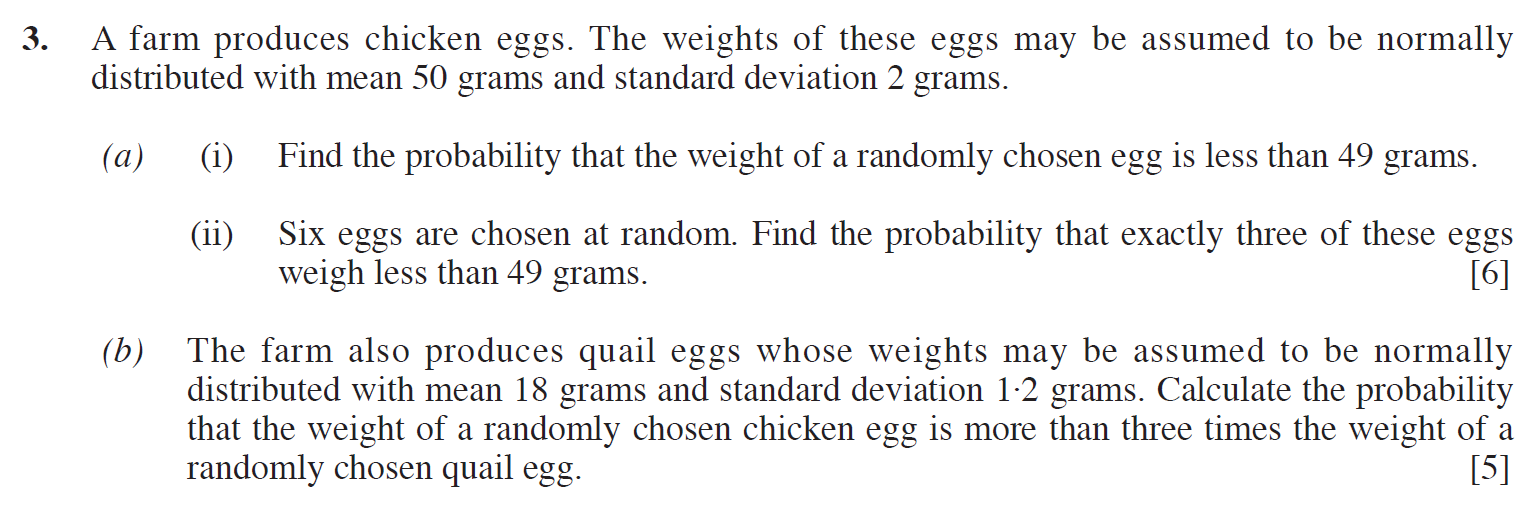 3. A farm produces chicken eggs. The weights of these eggs may be assumed to be normally
distributed with mean 50 grams and standard deviation 2 grams.
(a) (i) Find the probability that the weight of a randomly chosen egg is less than 49 grams.
(ii) Six eggs are chosen at random. Find the probability that exactly three of these eggs
weigh less than 49 grams. [6]
(b) The farm also produces quail eggs whose weights may be assumed to be normally
distributed with mean 18 grams and standard deviation 1·2 grams. Calculate the probability
that the weight of a randomly chosen chicken egg is more than three times the weight of a
randomly chosen quail egg. [5]